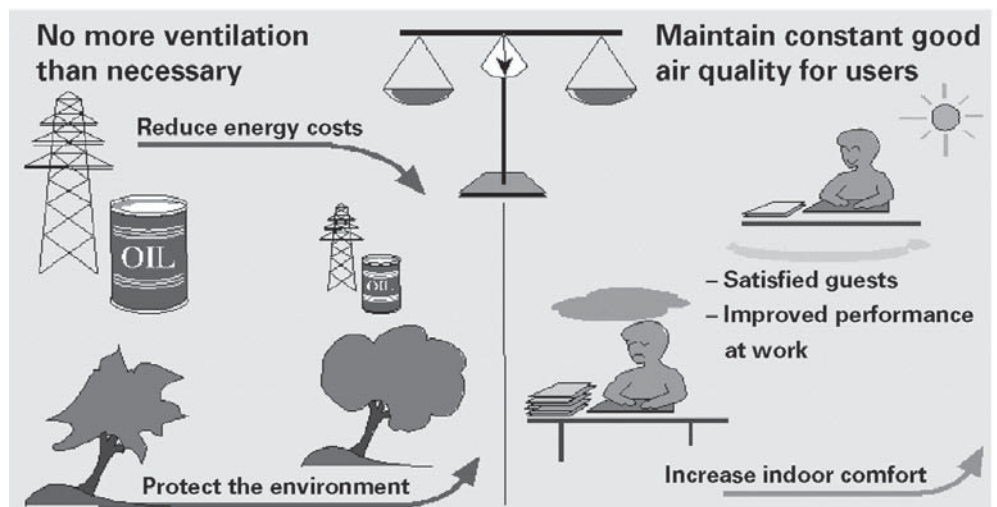 No more ventilation
than necessary
Reduce energy costs
OIL
OIL
Protect the environment
Maintain constant good
air quality for users
– Satisfied guests
– Improved performance
at work
Increase indoor comfort